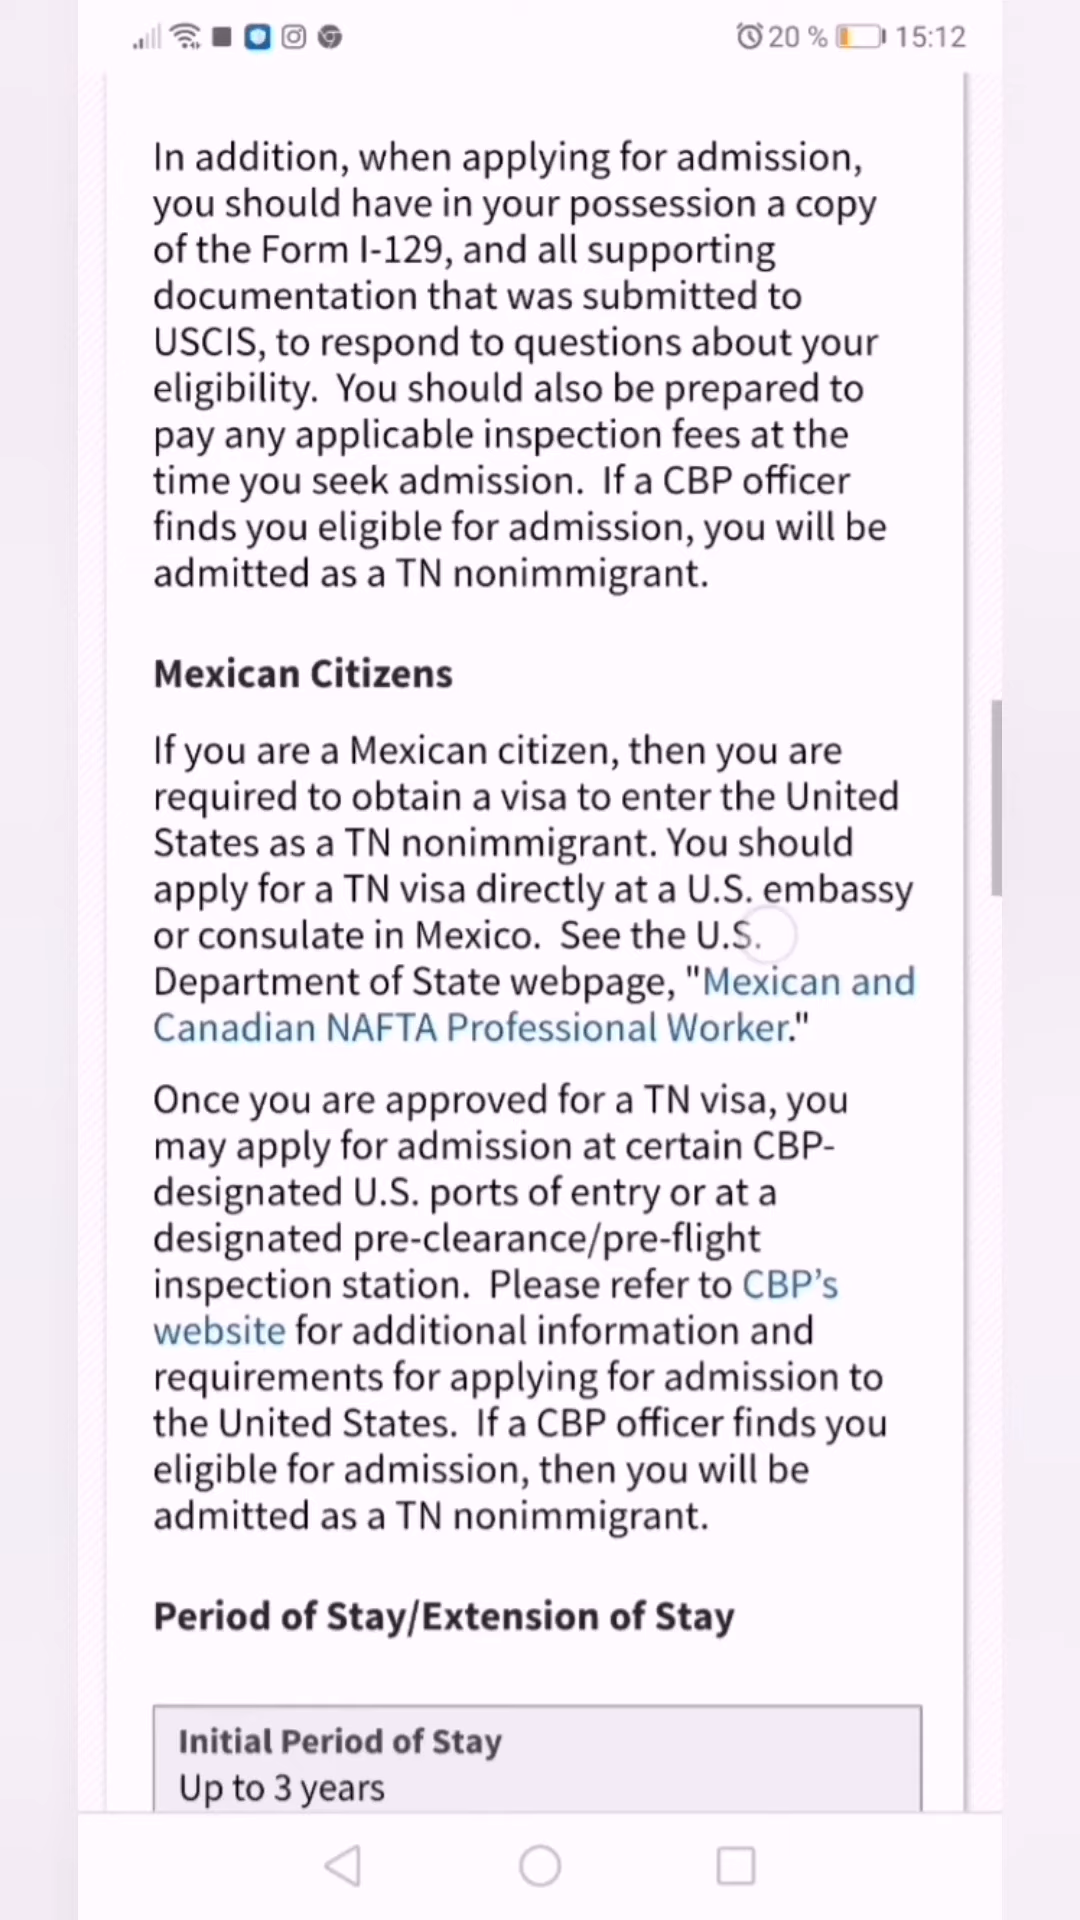 20 % 15:12
In addition, when applying for admission,
you should have in your possession a copy
of the Form I-129, and all supporting
documentation that was submitted to
USCIS, to respond to questions about your
eligibility.  You should also be prepared to
pay any applicable inspection fees at the
time you seek admission.  If a CBP officer
finds you eligible for admission, you will be
admitted as a TN nonimmigrant.
Mexican Citizens
If you are a Mexican citizen, then you are
required to obtain a visa to enter the United
States as a TN nonimmigrant. You should
apply for a TN visa directly at a U.S. embassy
or consulate in Mexico.  See the U.S.
Department of State webpage, "Mexican and
Canadian NAFTA Professional Worker."
Once you are approved for a TN visa, you
may apply for admission at certain CBP-
designated U.S. ports of entry or at a
designated pre-clearance/pre-flight
inspection station.  Please refer to CBP’s
website for additional information and
requirements for applying for admission to
the United States.  If a CBP officer finds you
eligible for admission, then you will be
admitted as a TN nonimmigrant.
Period of Stay/Extension of Stay
Initial Period of Stay
Up to 3 years